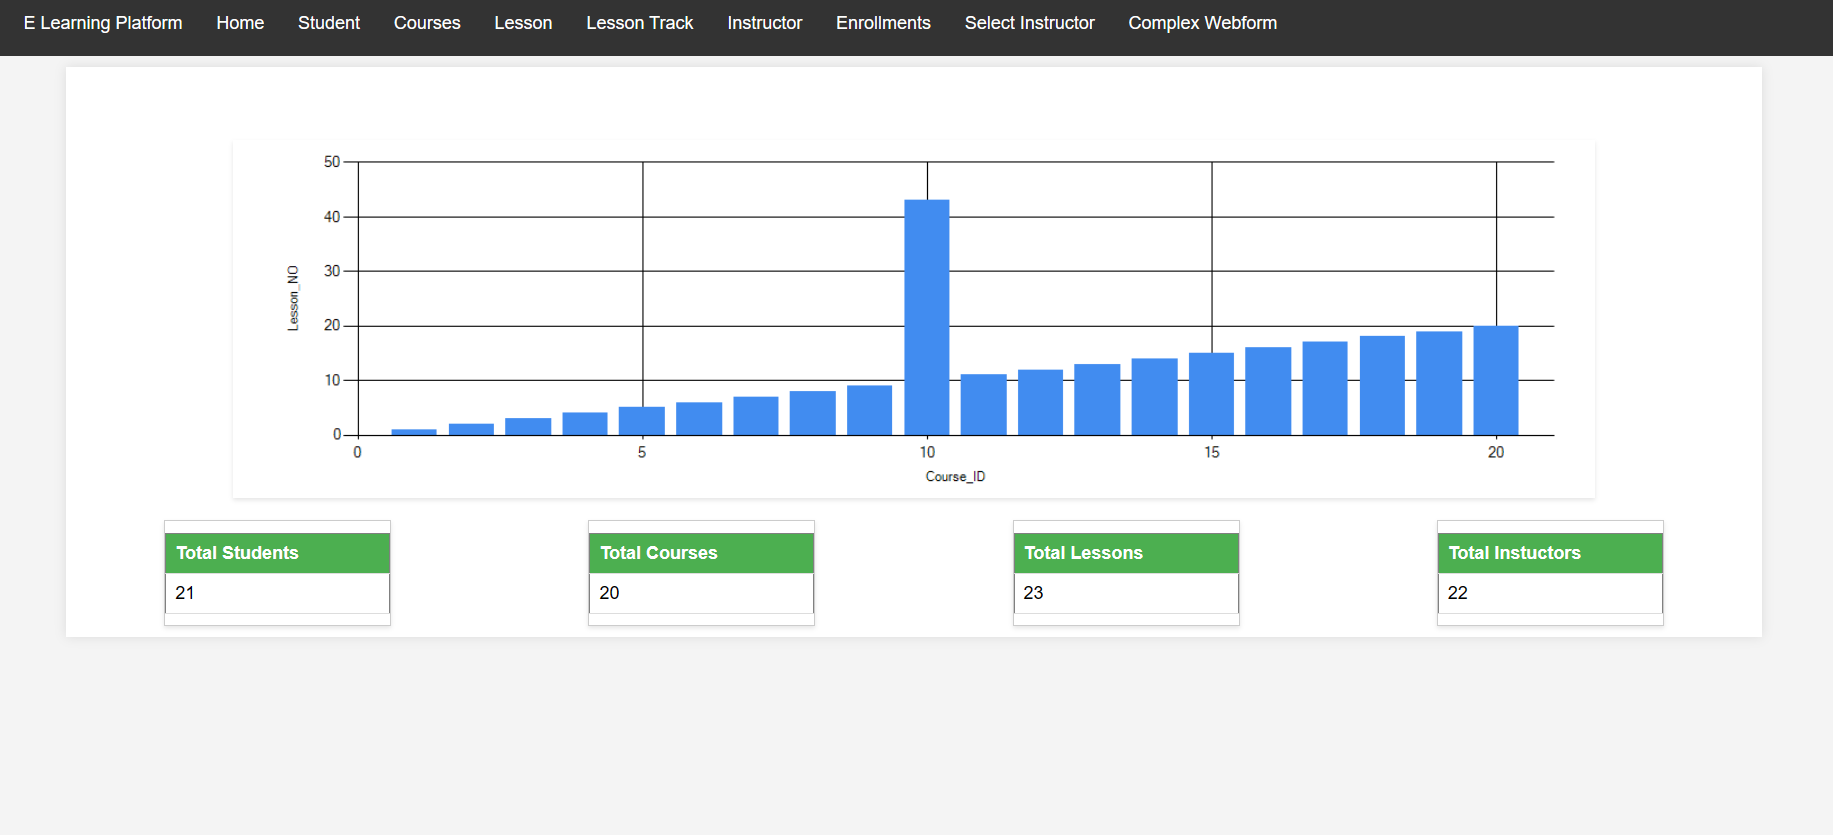 E Learning Platform Home Student Courses Lesson Lesson Track Instructor Enrollments Select Instructor Complex Webform
50
40
30
20
10
0
Lesson_NO
0 5 10 15 20
Course_ID
Total Students Total Courses Total Lessons Total Instuctors
21 20 23 22